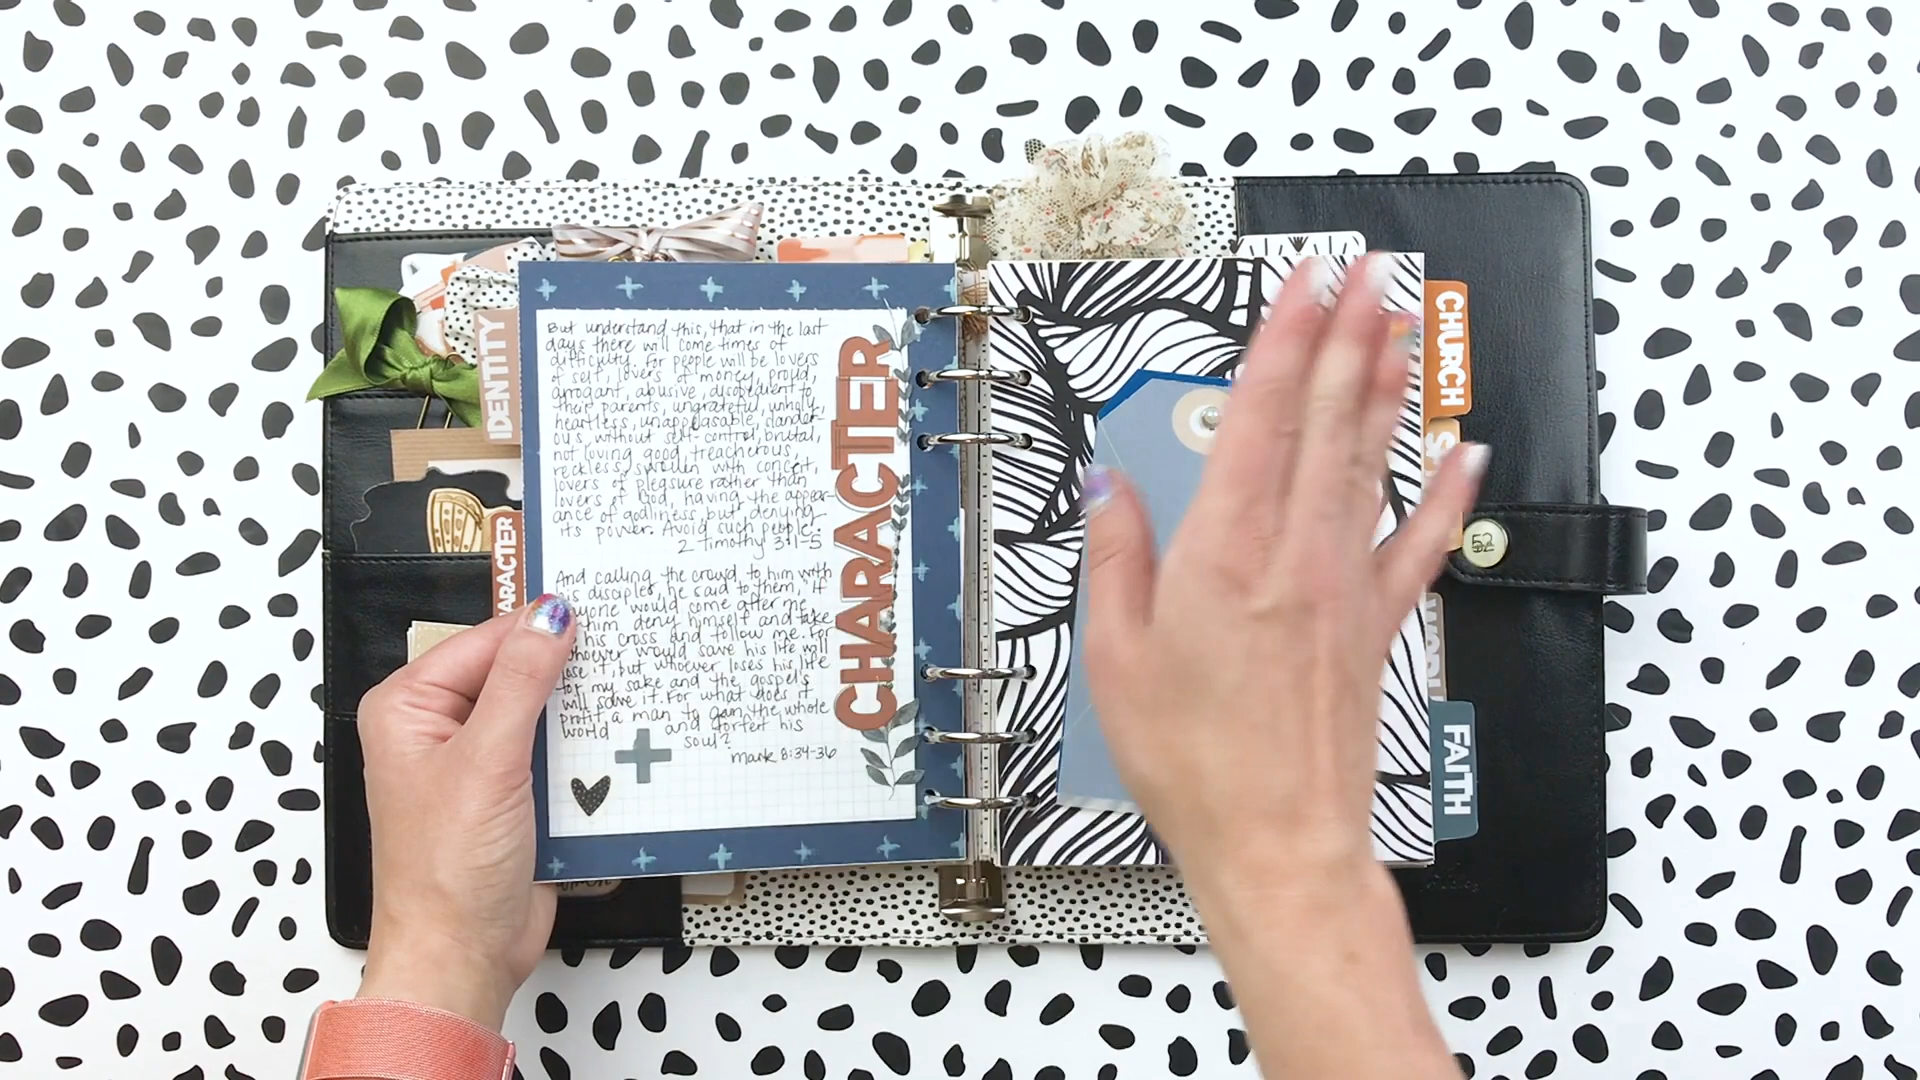 IDENTITY
CHARACTER
But understand this, that in the last
days there will come times of
difficulty. For people will be lovers
of self, lovers of money, proud,
arrogant, abusive, disobedient to
their parents, ungrateful, unholy,
heartless, unappeasable, slander-
ous, without self-control, brutal,
not loving good, treacherous,
reckless, swollen with conceit,
lovers of pleasure rather than
lovers of God, having the appear-
ance of godliness, but denying
its power. Avoid such people.
2 Timothy 3:1-5
And calling the crowd to him with
his disciples, he said to them, "If
anyone would come after me
him deny himself and take
his cross and follow me. For
whoever would save his life will
lose it, but whoever loses his life
for my sake and the gospel's
will save it. For what does it
profit a man to gain the whole
world and forfeit his
soul?
Mark 8:34-36
CHARACTER
CHURCH
52
WORD
FAITH